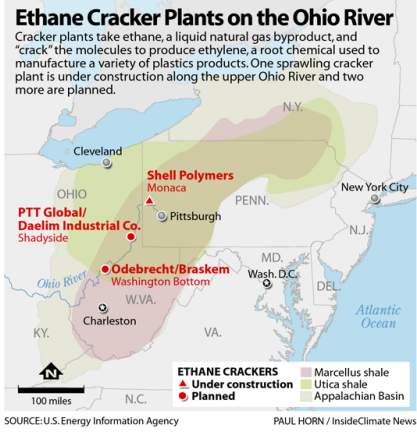 Ethane Cracker Plants on the Ohio River
Cracker plants take ethane, a liquid natural gas byproduct, and
“crack” the molecules to produce ethylene, a root chemical used to
manufacture a variety of plastics products. One sprawling cracker
plant is under construction along the upper Ohio River and two
more are planned.
N.Y.
Cleveland
Shell Polymers
Monaca
OHIO
New York City
PENN.
PTT Global/
Daelim Industrial Co.
Shadyside
Pittsburgh
N.J.
MD.
Odebrecht/Braskem
Washington Bottom
Wash. D.C.
Ohio River
DEL.
W.VA.
Atlantic
Ocean
Charleston
KY.
VA.
N
100 miles
N.C.
ETHANE CRACKERS
Under construction
Planned
Marcellus shale
Utica shale
Appalachian Basin
SOURCE: U.S. Energy Information Agency
PAUL HORN / InsideClimate News